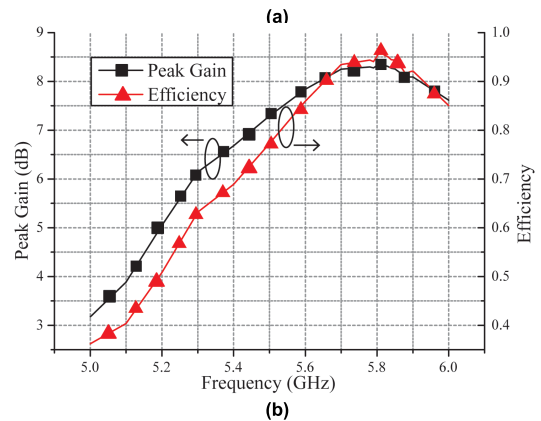 (a)
9
8
7
6
5
4
3
Peak Gain (dB)
Peak Gain
Efficiency
1.0
0.9
0.8
0.7
0.6
0.5
0.4
Efficiency
5.0 5.2 5.4 5.6 5.8 6.0
Frequency (GHz)
(b)